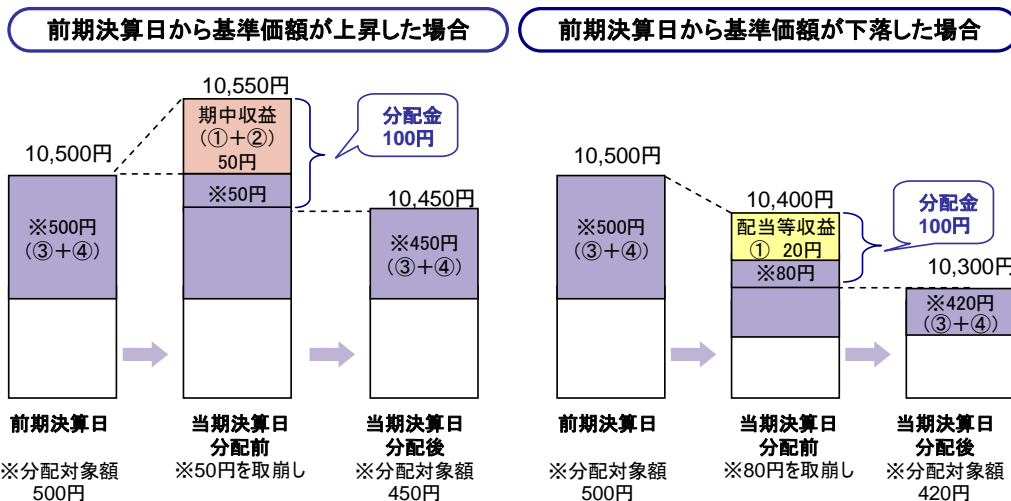 前期決算日から基準価額が上昇した場合
10,550円
期中収益
(①+②)
50円
分配金
100円
10,500円
※50円
10,450円
※500円
(③+④)
※450円
(③+④)
前期決算日
当期決算日
分配前
当期決算日
分配後
※分配対象額
500円
※50円を取崩し
※分配対象額
450円
前期決算日から基準価額が下落した場合
10,500円
10,400円
分配金
100円
※500円
(③+④)
配当等収益
① 20円
※80円
10,300円
※420円
(③+④)
前期決算日
当期決算日
分配前
当期決算日
分配後
※分配対象額
500円
※80円を取崩し
※分配対象額
420円